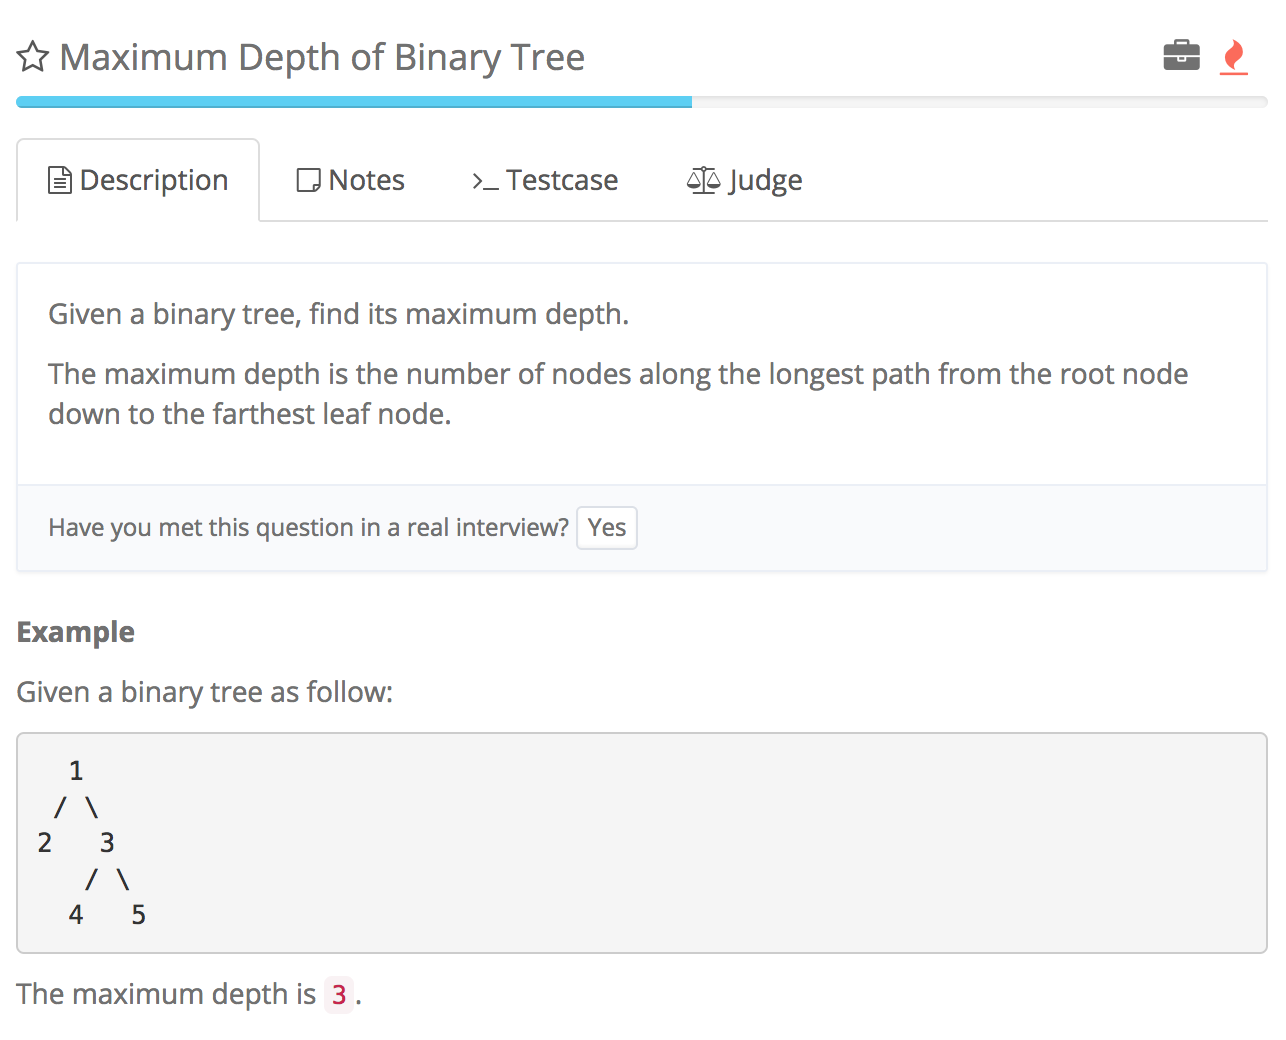 Maximum Depth of Binary Tree
Description Notes >_ Testcase Judge
Given a binary tree, find its maximum depth.
The maximum depth is the number of nodes along the longest path from the root node
down to the farthest leaf node.
Have you met this question in a real interview? Yes
Example
Given a binary tree as follow:
  1
 / \
2   3
   / \
  4   5
The maximum depth is 3.